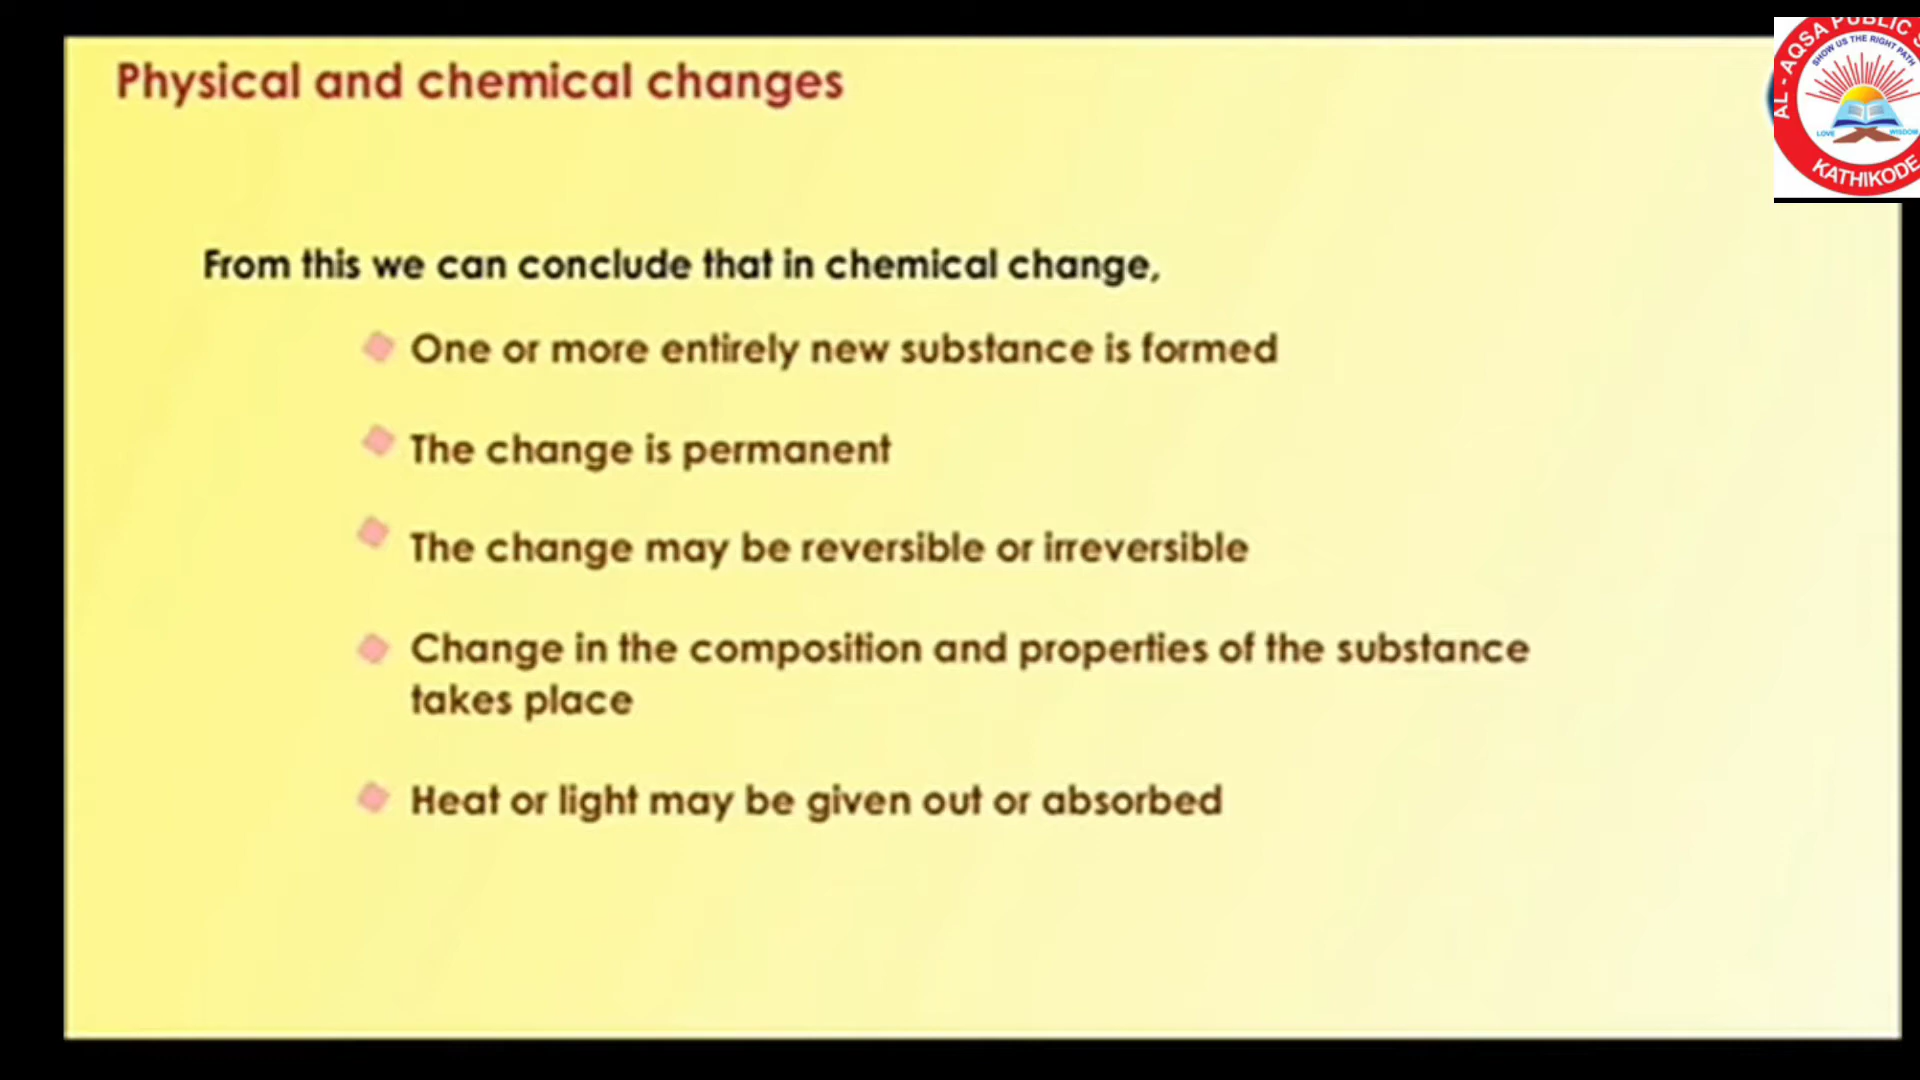 Physical and chemical changes
AL - AQSA PUBLIC
SHOW US THE RIGHT PATH
LOVE
WISDOM
KATHIKODE
From this we can conclude that in chemical change,
One or more entirely new substance is formed
The change is permanent
The change may be reversible or irreversible
Change in the composition and properties of the substance
takes place
Heat or light may be given out or absorbed